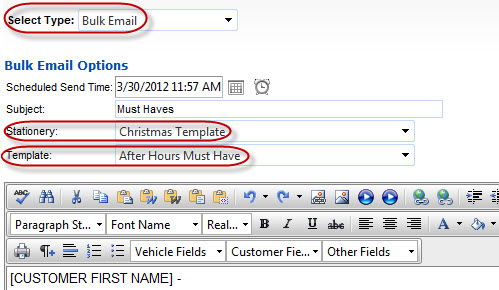 Select Type: Bulk Email
Bulk Email Options
Scheduled Send Time: 3/30/2012 11:57 AM
Subject: Must Haves
Stationery: Christmas Template
Template: After Hours Must Have
Paragraph St... Font Name Real... B I U A
Vehicle Fields Customer Fie... Other Fields
[CUSTOMER FIRST NAME] -